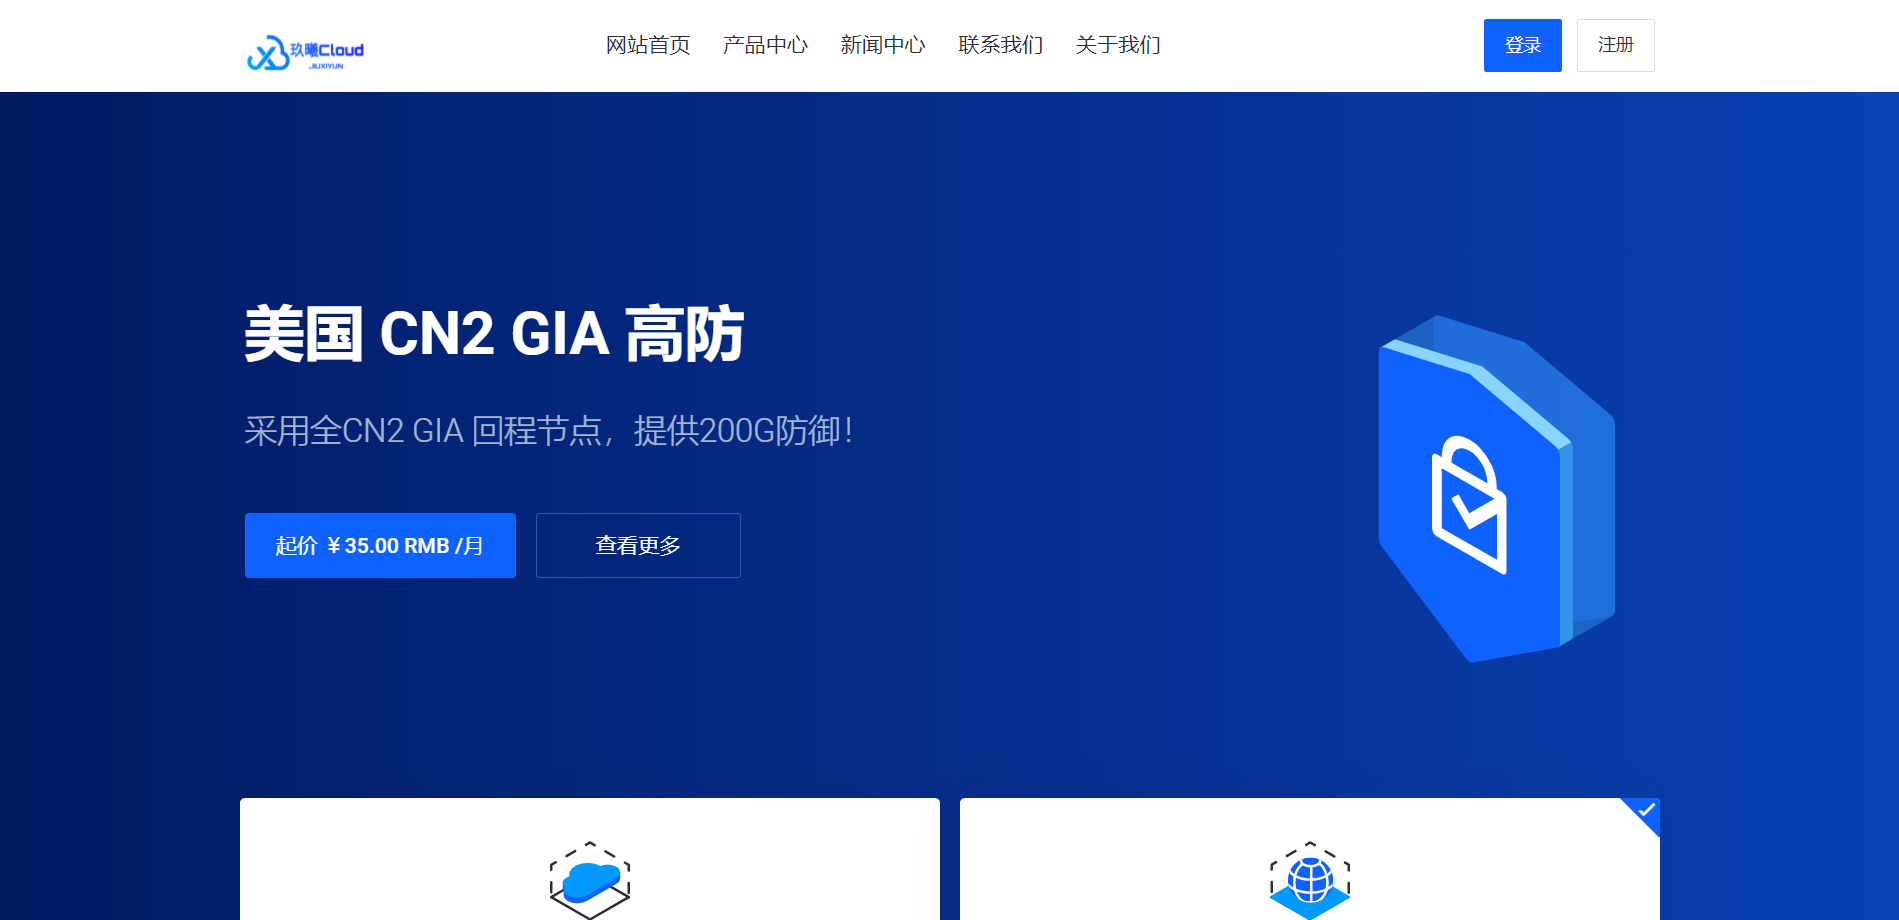 玖曦Cloud
JIUXIYUN
网站首页 产品中心 新闻中心 联系我们 关于我们
登录 注册
美国 CN2 GIA 高防
采用全CN2 GIA 回程节点，提供200G防御！
起价 ￥35.00 RMB /月 查看更多